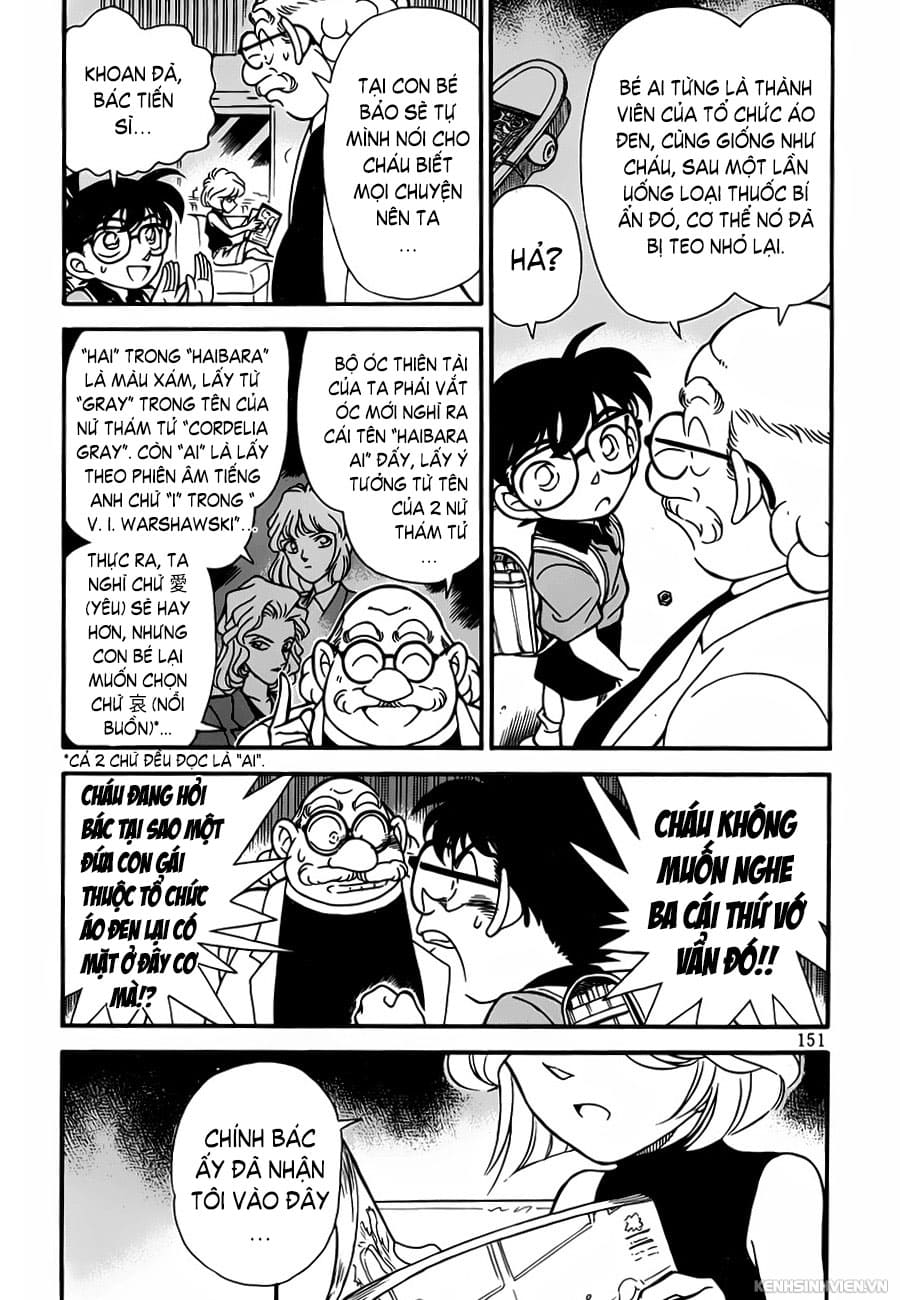 BÉ AI TỪNG LÀ THÀNH
VIÊN CỦA TỔ CHỨC ÁO
ĐEN, CŨNG GIỐNG NHƯ
CHÁU, SAU MỘT LẦN
UỐNG LOẠI THUỐC BÍ
ẨN ĐÓ, CƠ THỂ NÓ ĐÃ
BỊ TEO NHỎ LẠI.
HẢ?
TẠI CON BÉ
BẢO SẼ TỰ
MÌNH NÓI CHO
CHÁU BIẾT
MỌI CHUYỆN
NÊN TA
...
KHOAN ĐÃ,
BÁC TIẾN
SĨ...
BỘ ÓC THIÊN TÀI
CỦA TA PHẢI VẮT
ÓC MỚI NGHĨ RA
CÁI TÊN “HAIBARA
AI” ĐẤY, LẤY Ý
TƯỞNG TỪ TÊN
CỦA 2 NỮ
THÁM TỬ
...
“HAI” TRONG “HAIBARA”
LÀ MÀU XÁM, LẤY TỪ
“GRAY” TRONG TÊN CỦA
NỮ THÁM TỬ “CORDELIA
GRAY”. CÒN “AI” LÀ LẤY
THEO PHIÊN ÂM TIẾNG
ANH CHỮ “I” TRONG “
V. I. WARSHAWSKI”...
THỰC RA, TA
NGHĨ CHỮ 愛
(YÊU) SẼ HAY
HƠN, NHƯNG
CON BÉ LẠI
MUỐN CHỌN
CHỮ 哀 (NỖI
BUỒN)*...
*CẢ 2 CHỮ ĐỀU ĐỌC LÀ "AI".
CHÁU KHÔNG
MUỐN NGHE
BA CÁI THỨ VỚ
VẨN ĐÓ!!
CHÁU ĐANG HỎI
BÁC TẠI SAO MỘT
ĐỨA CON GÁI
THUỘC TỔ CHỨC
ÁO ĐEN LẠI CÓ
MẶT Ở ĐÂY CƠ
MÀ!?
151
CHÍNH BÁC
ẤY ĐÃ NHẬN
TÔI VÀO ĐÂY
...
KENHSINHVIEN.VN